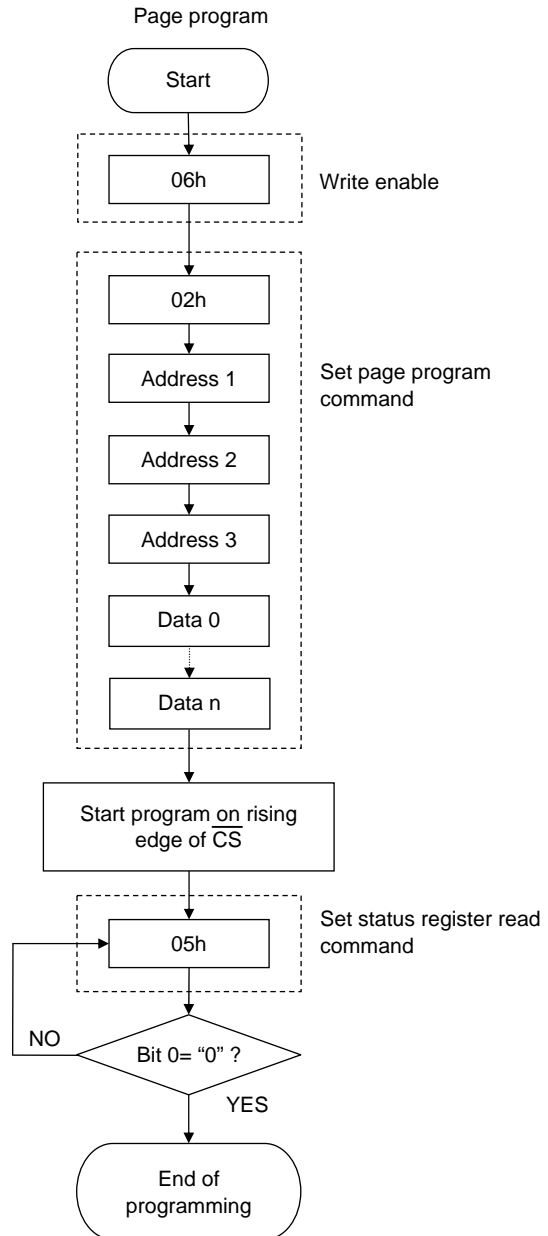 Page program
Start
06h
Write enable
02h
Address 1
Set page program
command
Address 2
Address 3
Data 0
Data n
Start program on rising
edge of C̅S̅
05h
Set status register read
command
NO
Bit 0= “0” ?
YES
End of
programming